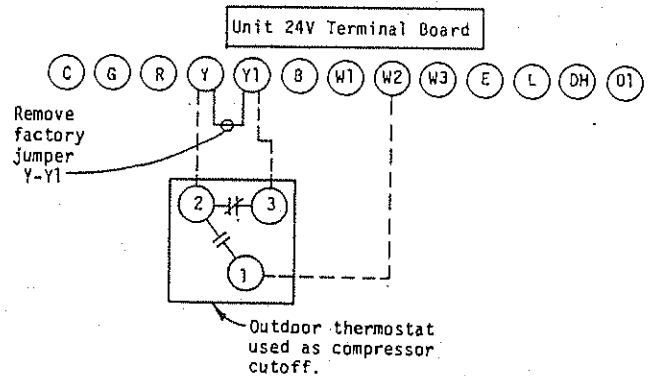 Unit 24V Terminal Board
C G R Y Y1 B W1 W2 W3 E L DH O1
Remove
factory
jumper
Y-Y1
2 3
1
Outdoor thermostat
used as compressor
cutoff.